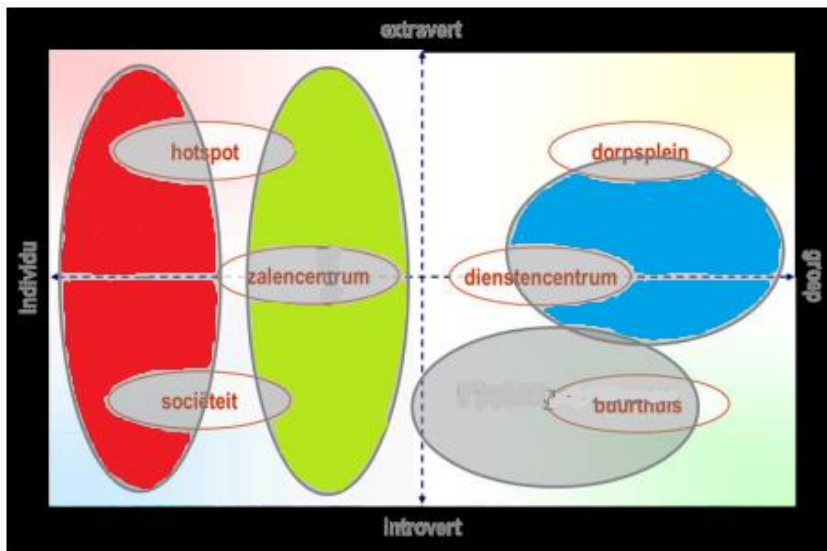 extravert
hotspot
dorpsplein
individu
zalencentrum
dienstencentrum
groep
sociëteit
buurthuis
introvert